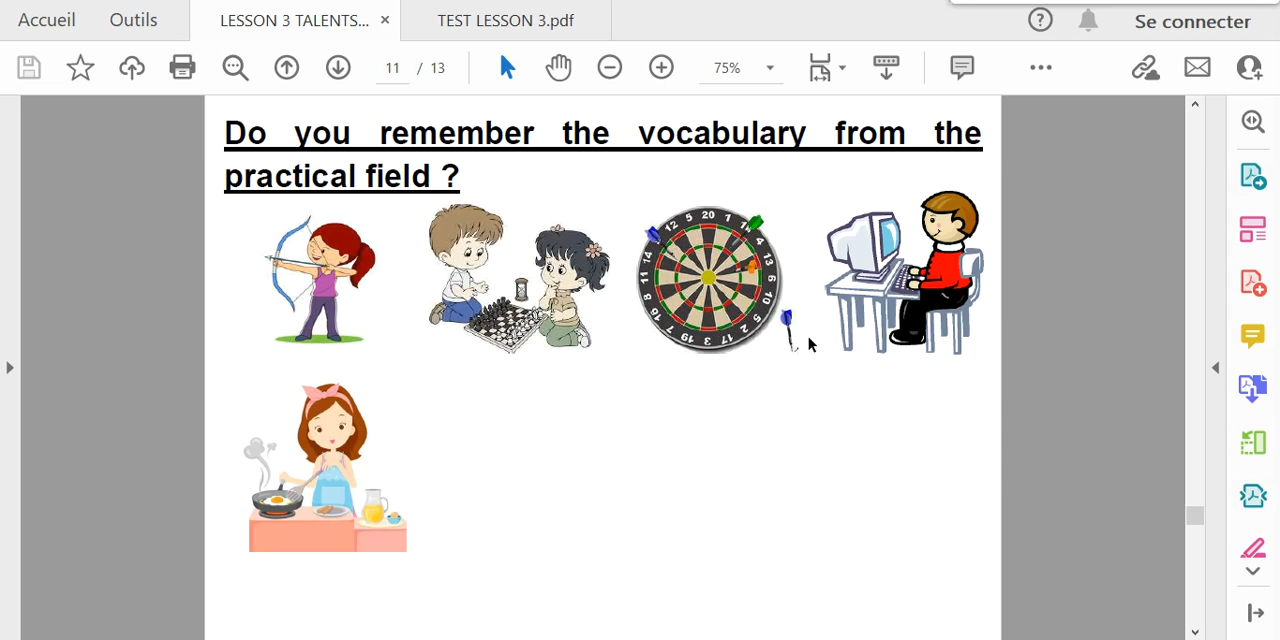 Accueil Outils LESSON 3 TALENTS... × TEST LESSON 3.pdf Se connecter
11 / 13 75%
Do you remember the vocabulary from the
practical field ?